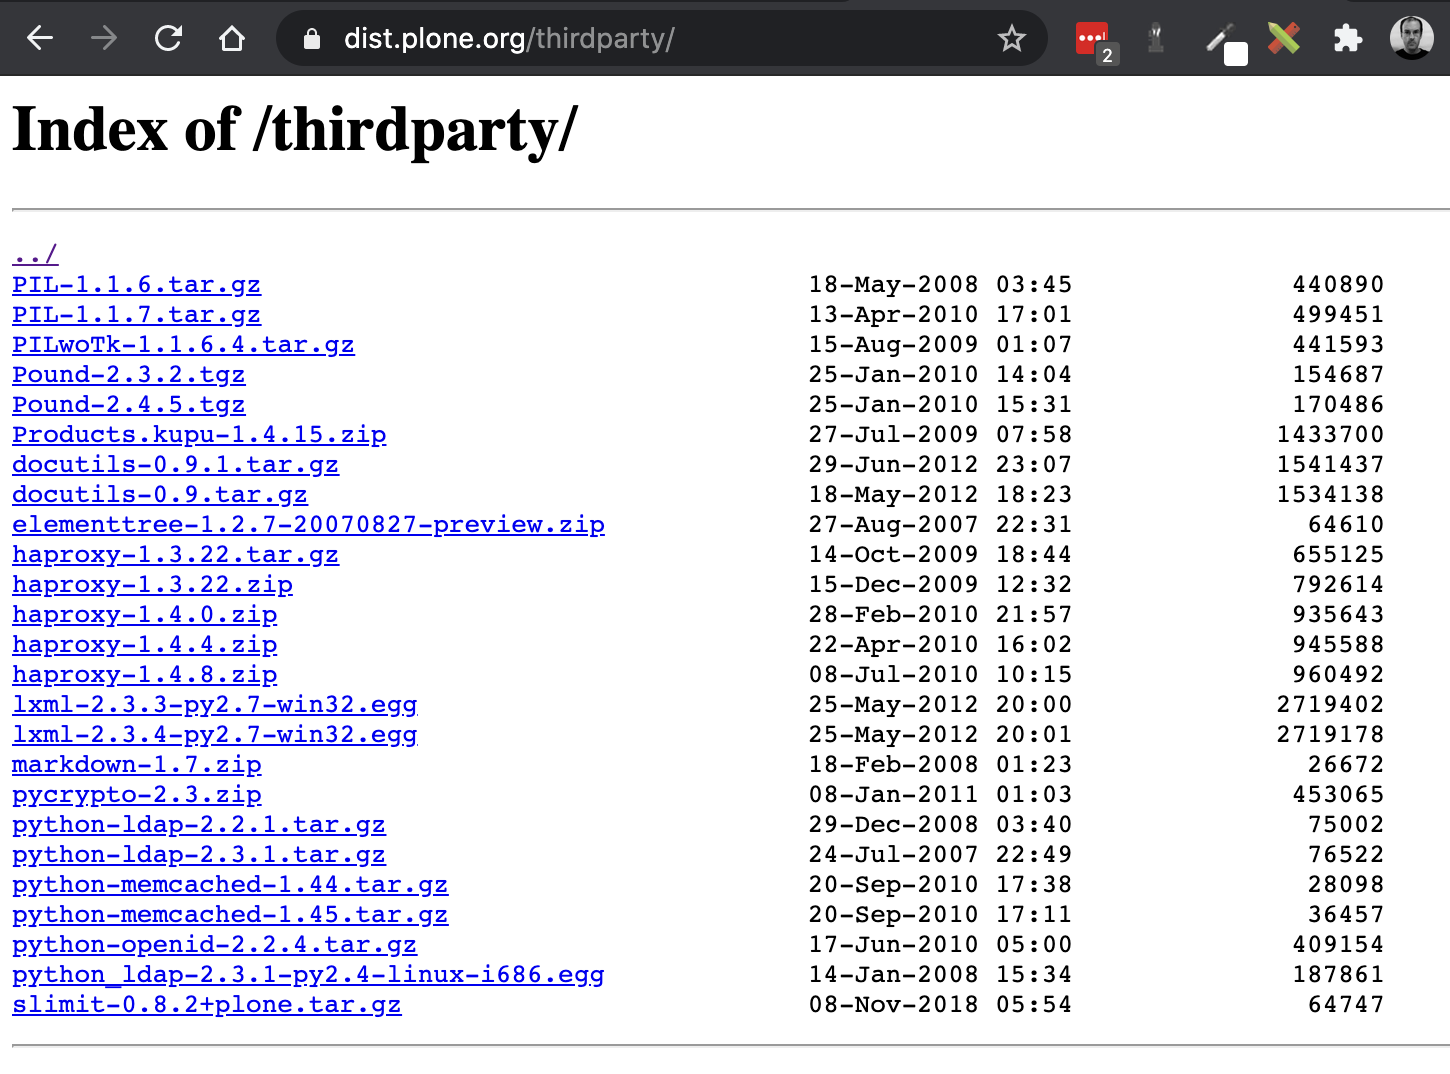 dist.plone.org/thirdparty/
2
Index of /thirdparty/
../
PIL-1.1.6.tar.gz 18-May-2008 03:45 440890
PIL-1.1.7.tar.gz 13-Apr-2010 17:01 499451
PILwoTk-1.1.6.4.tar.gz 15-Aug-2009 01:07 441593
Pound-2.3.2.tgz 25-Jan-2010 14:04 154687
Pound-2.4.5.tgz 25-Jan-2010 15:31 170486
Products.kupu-1.4.15.zip 27-Jul-2009 07:58 1433700
docutils-0.9.1.tar.gz 29-Jun-2012 23:07 1541437
docutils-0.9.tar.gz 18-May-2012 18:23 1534138
elementtree-1.2.7-20070827-preview.zip 27-Aug-2007 22:31 64610
haproxy-1.3.22.tar.gz 14-Oct-2009 18:44 655125
haproxy-1.3.22.zip 15-Dec-2009 12:32 792614
haproxy-1.4.0.zip 28-Feb-2010 21:57 935643
haproxy-1.4.4.zip 22-Apr-2010 16:02 945588
haproxy-1.4.8.zip 08-Jul-2010 10:15 960492
lxml-2.3.3-py2.7-win32.egg 25-May-2012 20:00 2719402
lxml-2.3.4-py2.7-win32.egg 25-May-2012 20:01 2719178
markdown-1.7.zip 18-Feb-2008 01:23 26672
pycrypto-2.3.zip 08-Jan-2011 01:03 453065
python-ldap-2.2.1.tar.gz 29-Dec-2008 03:40 75002
python-ldap-2.3.1.tar.gz 24-Jul-2007 22:49 76522
python-memcached-1.44.tar.gz 20-Sep-2010 17:38 28098
python-memcached-1.45.tar.gz 20-Sep-2010 17:11 36457
python-openid-2.2.4.tar.gz 17-Jun-2010 05:00 409154
python_ldap-2.3.1-py2.4-linux-i686.egg 14-Jan-2008 15:34 187861
slimit-0.8.2+plone.tar.gz 08-Nov-2018 05:54 64747